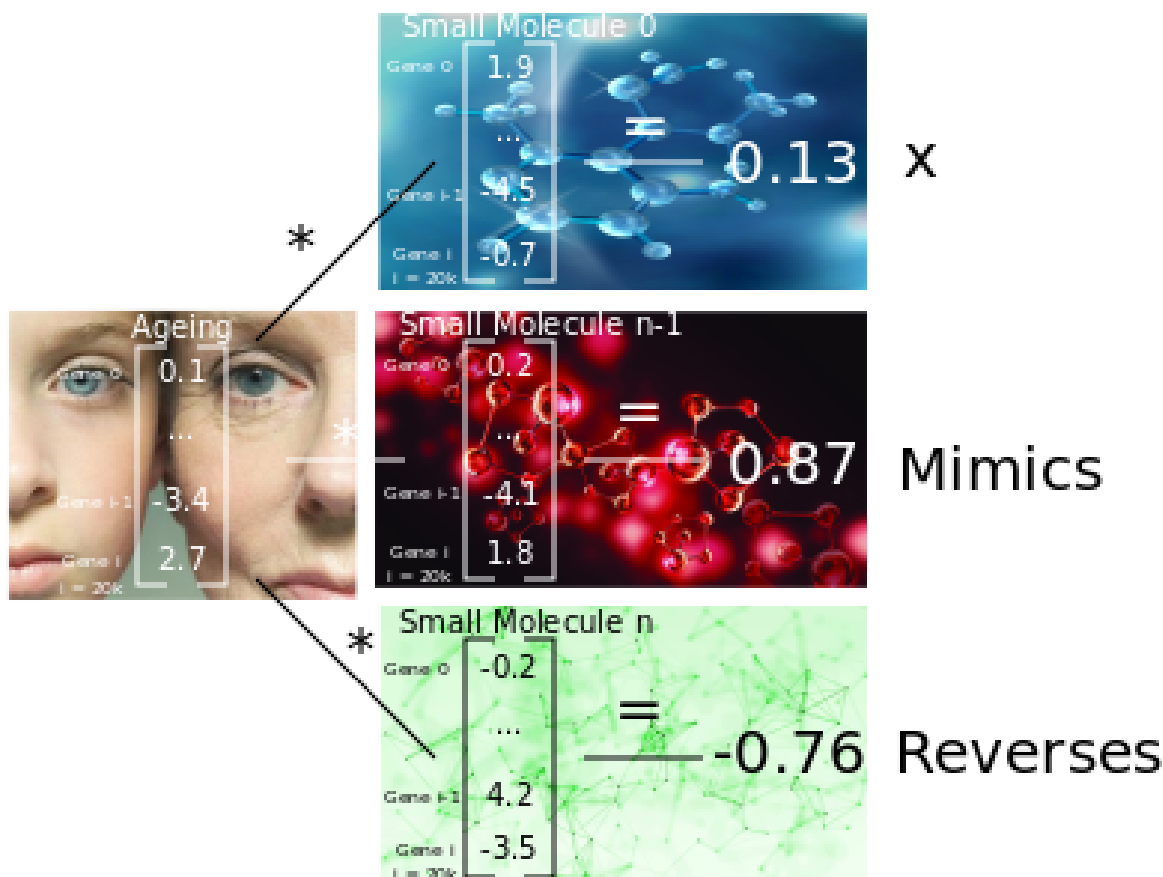 Small Molecule 0
Gene 0
1.9
...
Gene i-1
-4.5
Gene i
i = 20k
-0.7
=
0.13
x
*
Ageing
Gene 0
0.1
...
Gene i-1
-3.4
Gene i
i = 20k
2.7
*
Small Molecule n-1
Gene 0
0.2
...
Gene i-1
-4.1
Gene i
i = 20k
1.8
=
0.87
Mimics
*
Small Molecule n
Gene 0
-0.2
...
Gene i-1
4.2
Gene i
i = 20k
-3.5
=
-0.76
Reverses